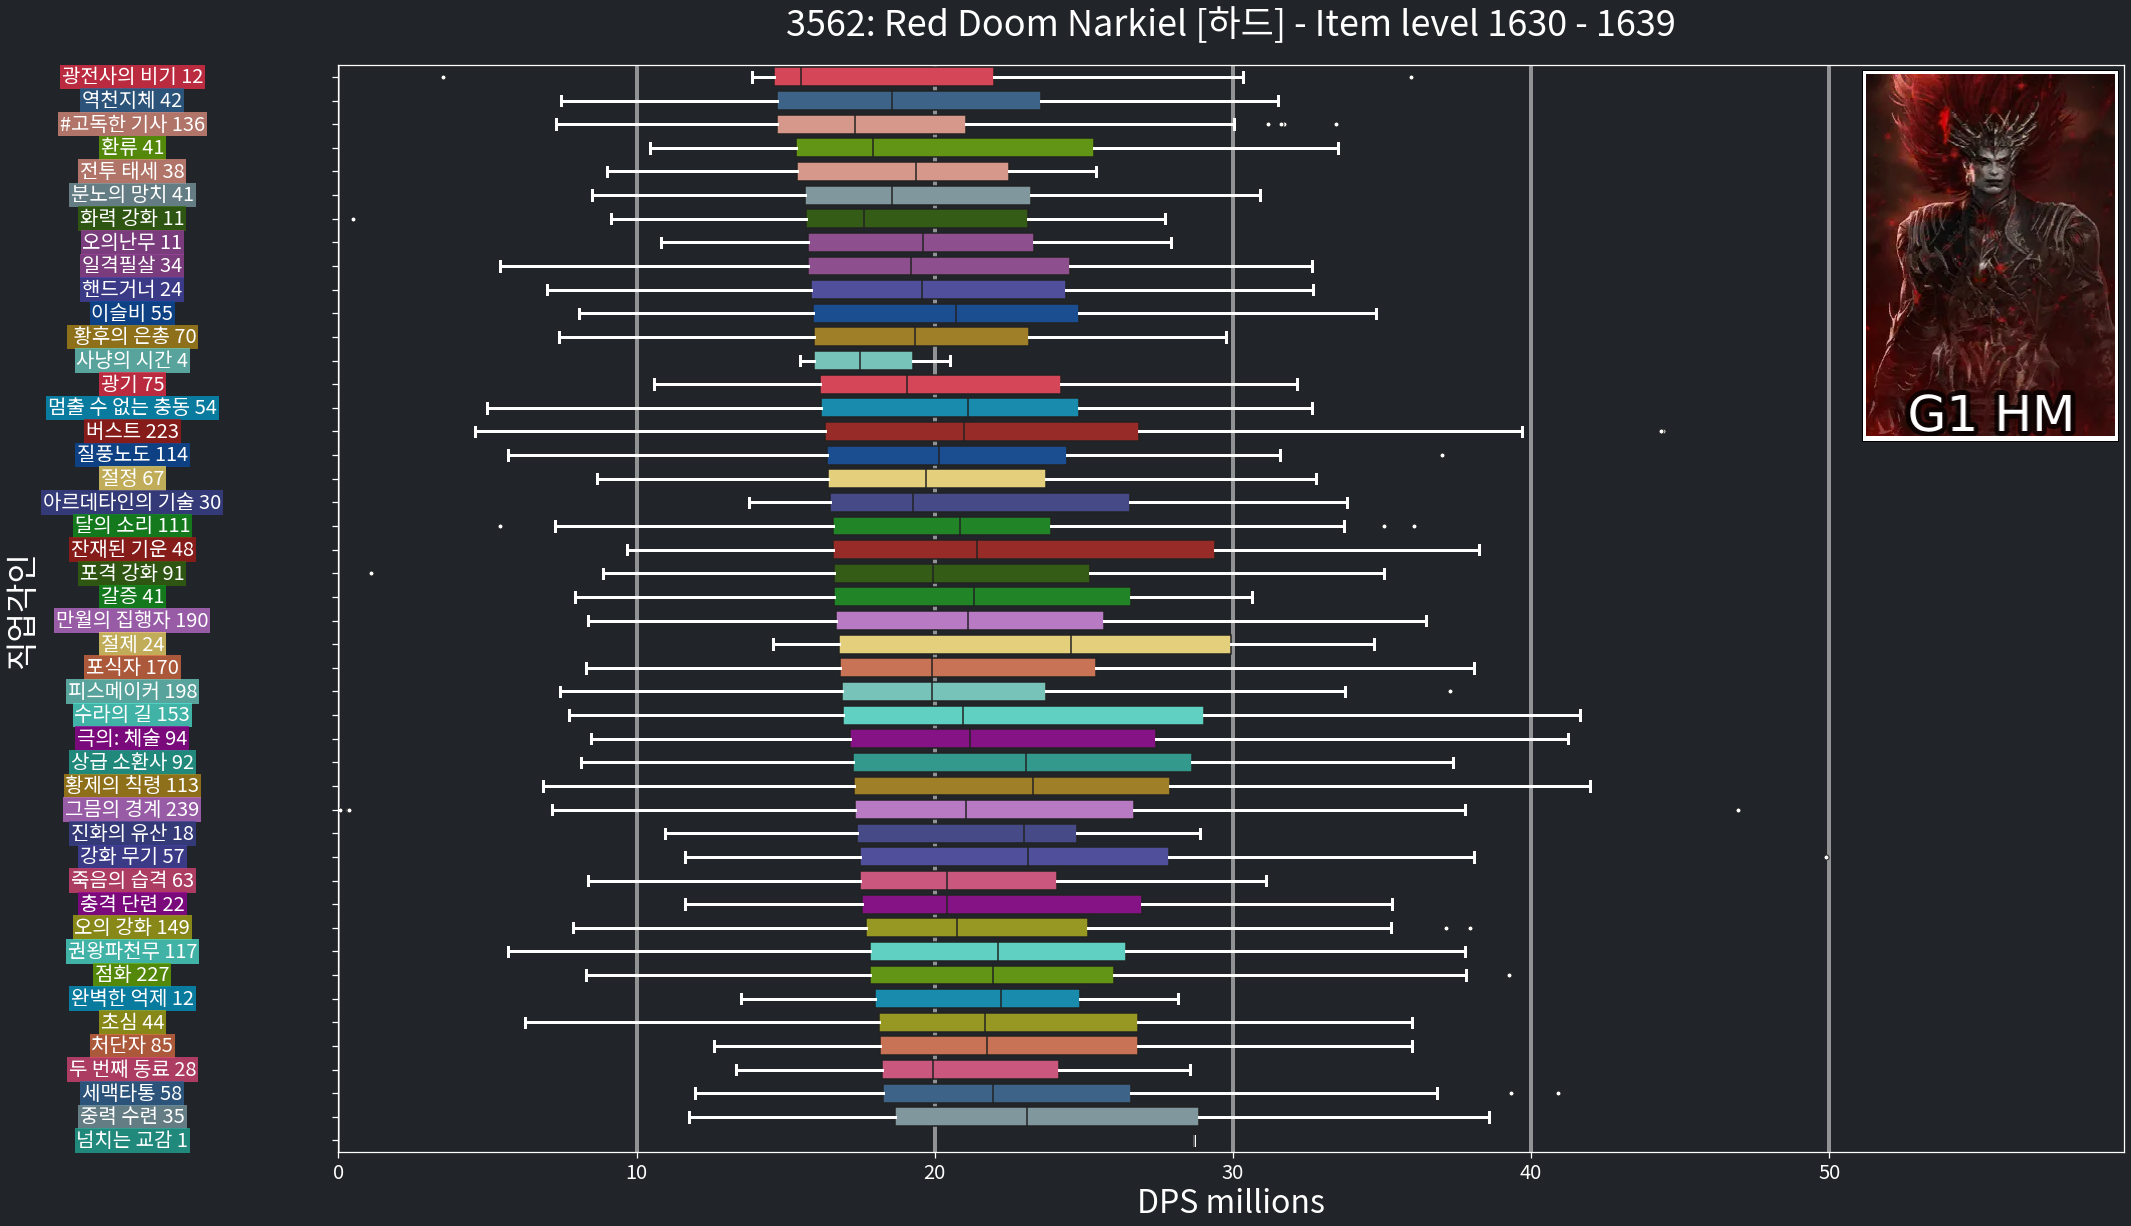 3562: Red Doom Narkiel [하드] - Item level 1630 - 1639
광전사의 비기 12
역천지체 42
#고독한 기사 136
환류 41
전투 태세 38
분노의 망치 41
화력 강화 11
오의난무 11
일격필살 34
핸드거너 24
이슬비 55
황후의 은총 70
사냥의 시간 4
광기 75
멈출 수 없는 충동 54
버스트 223
질풍노도 114
절정 67
아르데타인의 기술 30
달의 소리 111
잔재된 기운 48
포격 강화 91
갈증 41
만월의 집행자 190
절제 24
포식자 170
피스메이커 198
수라의 길 153
극의: 체술 94
상급 소환사 92
황제의 칙령 113
그믐의 경계 239
진화의 유산 18
강화 무기 57
죽음의 습격 63
충격 단련 22
오의 강화 149
권왕파천무 117
점화 227
완벽한 억제 12
초심 44
처단자 85
두 번째 동료 28
세맥타통 58
중력 수련 35
넘치는 교감 1
직업각인
G1 HM
0 10 20 30 40 50
DPS millions